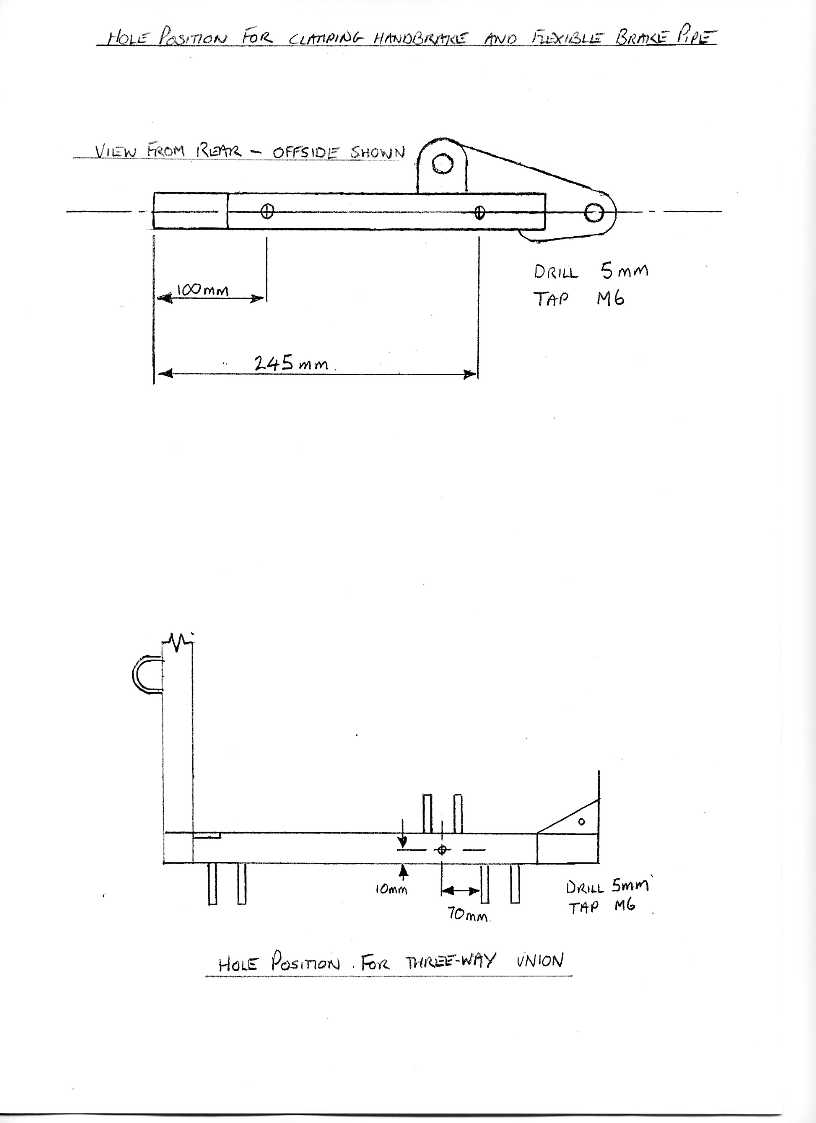 HOLE POSITION FOR CLAMPING HANDBRAKE AND FLEXIBLE BRAKE PIPE
VIEW FROM REAR - OFFSIDE SHOWN
DRILL 5mm
TAP M6
100mm
245mm
10mm
70mm
DRILL 5mm
TAP M6
HOLE POSITION FOR THREE-WAY UNION